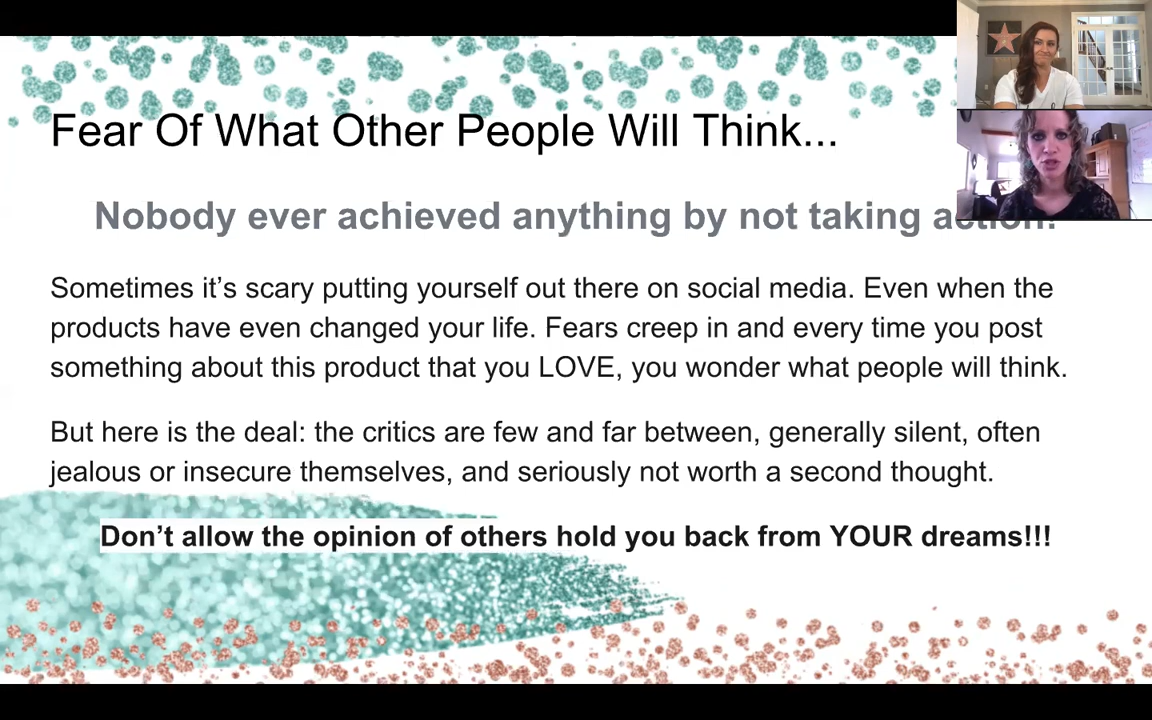 Fear Of What Other People Will Think...
Nobody ever achieved anything by not taking action!
Sometimes it's scary putting yourself out there on social media. Even when the
products have even changed your life. Fears creep in and every time you post
something about this product that you LOVE, you wonder what people will think.
But here is the deal: the critics are few and far between, generally silent, often
jealous or insecure themselves, and seriously not worth a second thought.
Don't allow the opinion of others hold you back from YOUR dreams!!!